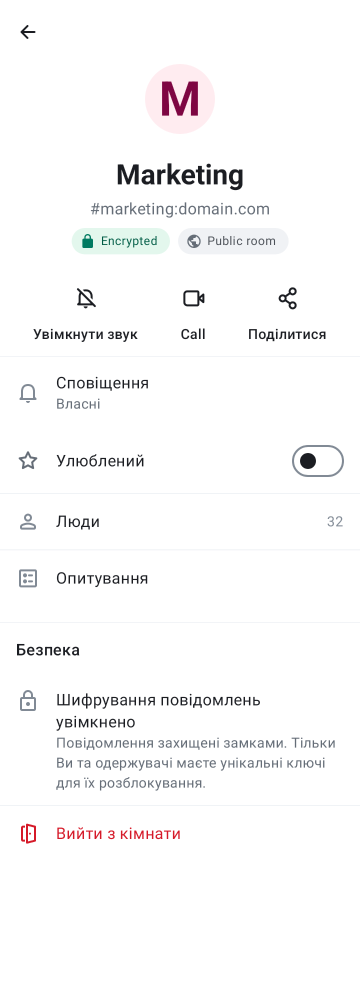 M
Marketing
#marketing:domain.com
Encrypted
Public room
Увімкнути звук
Call
Поділитися
Сповіщення
Власні
Улюблений
Люди
32
Опитування
Безпека
Шифрування повідомлень
увімкнено
Повідомлення захищені замками. Тільки
Ви та одержувачі маєте унікальні ключі
для їх розблокування.
Вийти з кімнати